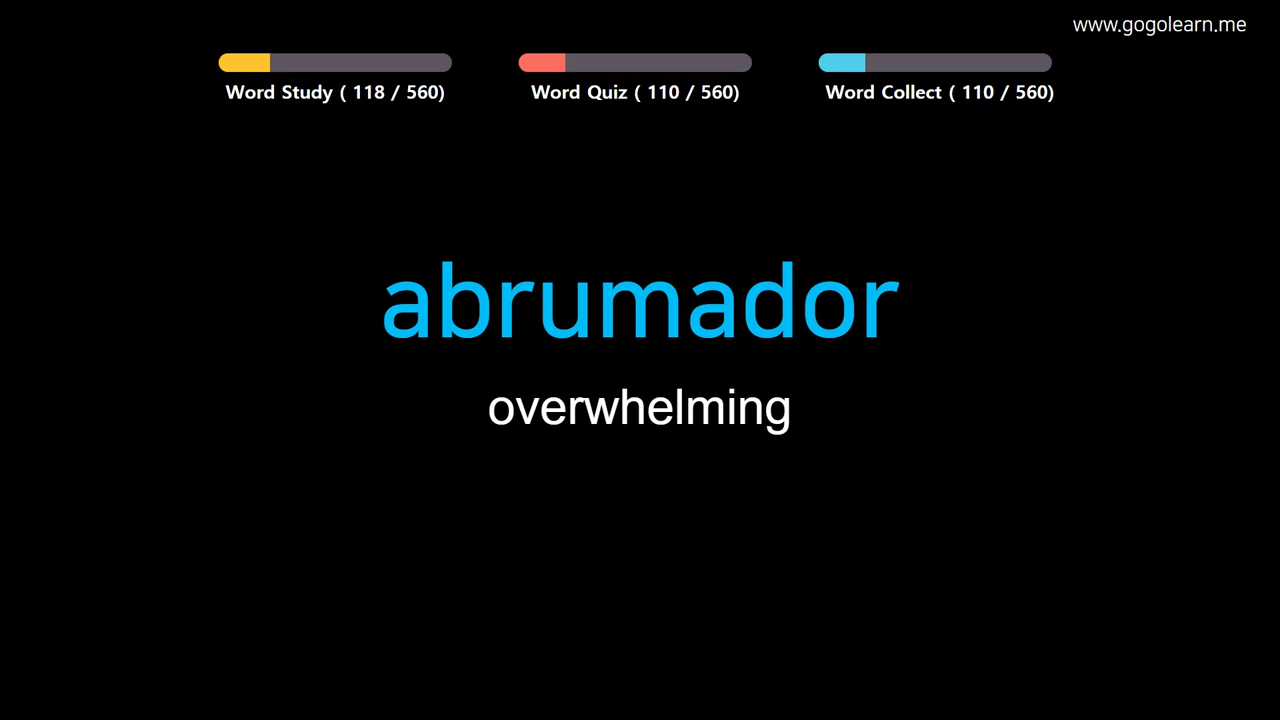 www.gogolearn.me
Word Study ( 118 / 560)
Word Quiz ( 110 / 560)
Word Collect ( 110 / 560)
abrumador
overwhelming